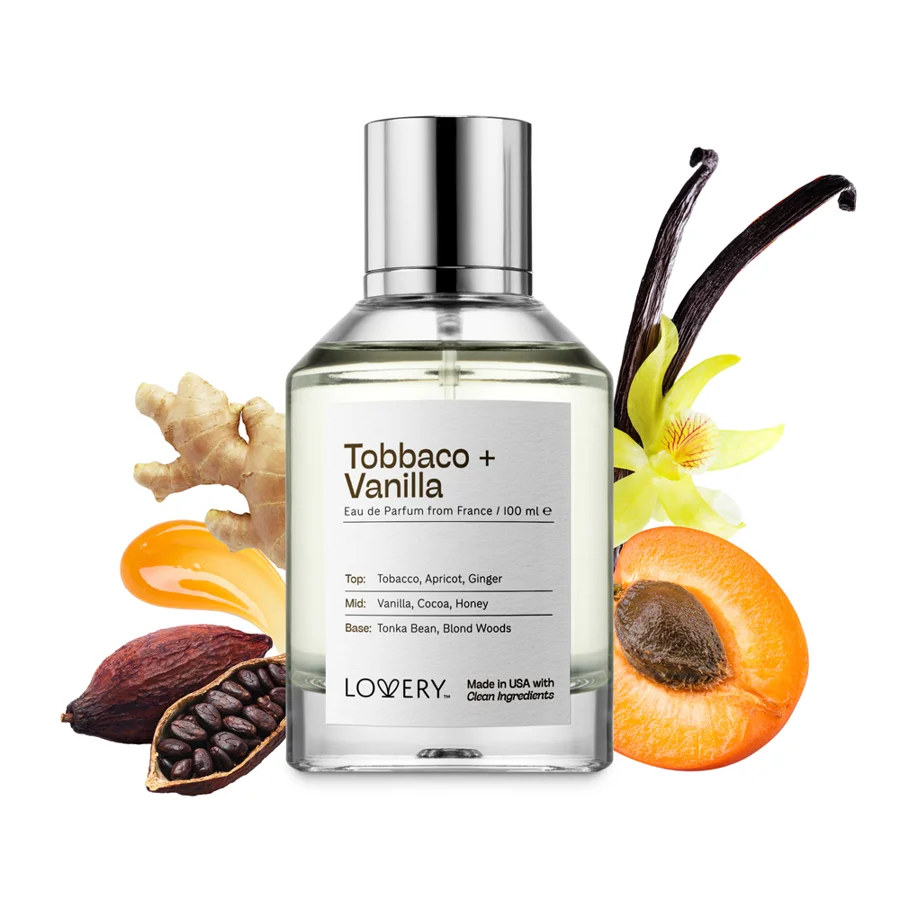 Tobbaco +
Vanilla
Eau de Parfum from France / 100 ml ℮
Top: Tobacco, Apricot, Ginger
Mid: Vanilla, Cocoa, Honey
Base: Tonka Bean, Blond Woods
LOVERY™
Made in USA with
Clean Ingredients